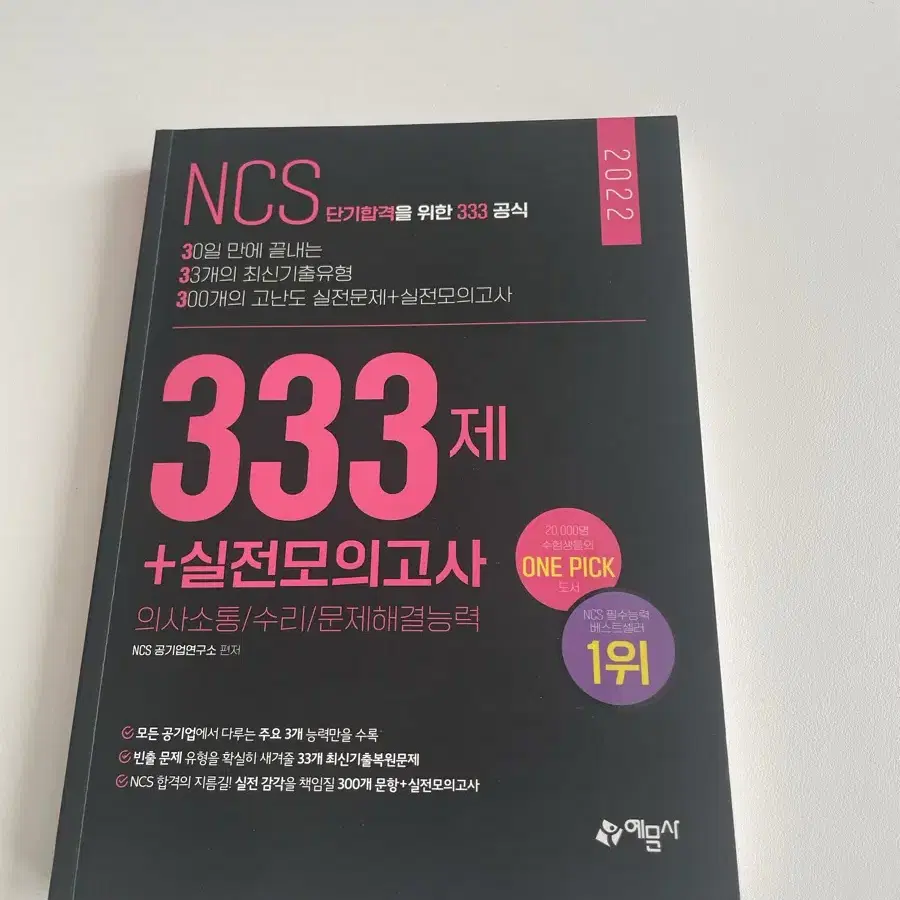 2022
NCS 단기합격을 위한 333 공식
30일 만에 끝내는
33개의 최신기출유형
300개의 고난도 실전문제+실전모의고사
333제
+실전모의고사
의사소통/수리/문제해결능력
NCS 공기업연구소 편저
20,000명
수험생들의
ONE PICK
도서
NCS 필수능력
베스트셀러
1위
모든 공기업에서 다루는 주요 3개 능력만을 수록
빈출 문제 유형을 확실히 새겨줄 33개 최신기출복원문제
NCS 합격의 지름길! 실전 감각을 책임질 300개 문항+실전모의고사
예문사